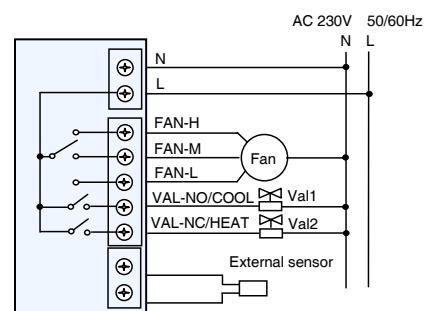 AC 230V 50/60Hz
N L
N
L
FAN-H
FAN-M
FAN-L
Fan
VAL-NO/COOL Val1
VAL-NC/HEAT Val2
External sensor